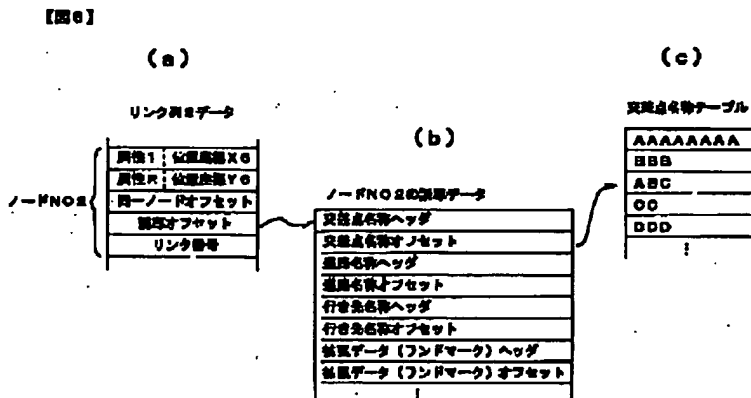 【図6】
(a)
(c)
リンク列2データ
交差点名称テーブル
(b)
属性1 位置座標X6
属性R 位置座標Y6
ノードNO2
同一ノードオフセット
誘導オフセット
リンク番号
ノードNO2の誘導データ
交差点名称ヘッダ
交差点名称オフセット
道路名称ヘッダ
道路名称オフセット
行き先名称ヘッダ
行き先名称オフセット
拡張データ(ランドマーク)ヘッダ
拡張データ(ランドマーク)オフセット
AAAAAAAA
BBB
ABC
CC
DDD